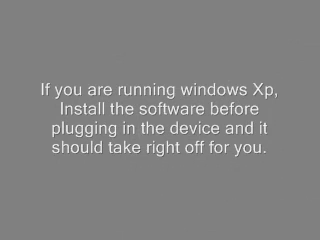 If you are running windows Xp,
Install the software before
plugging in the device and it
should take right off for you.